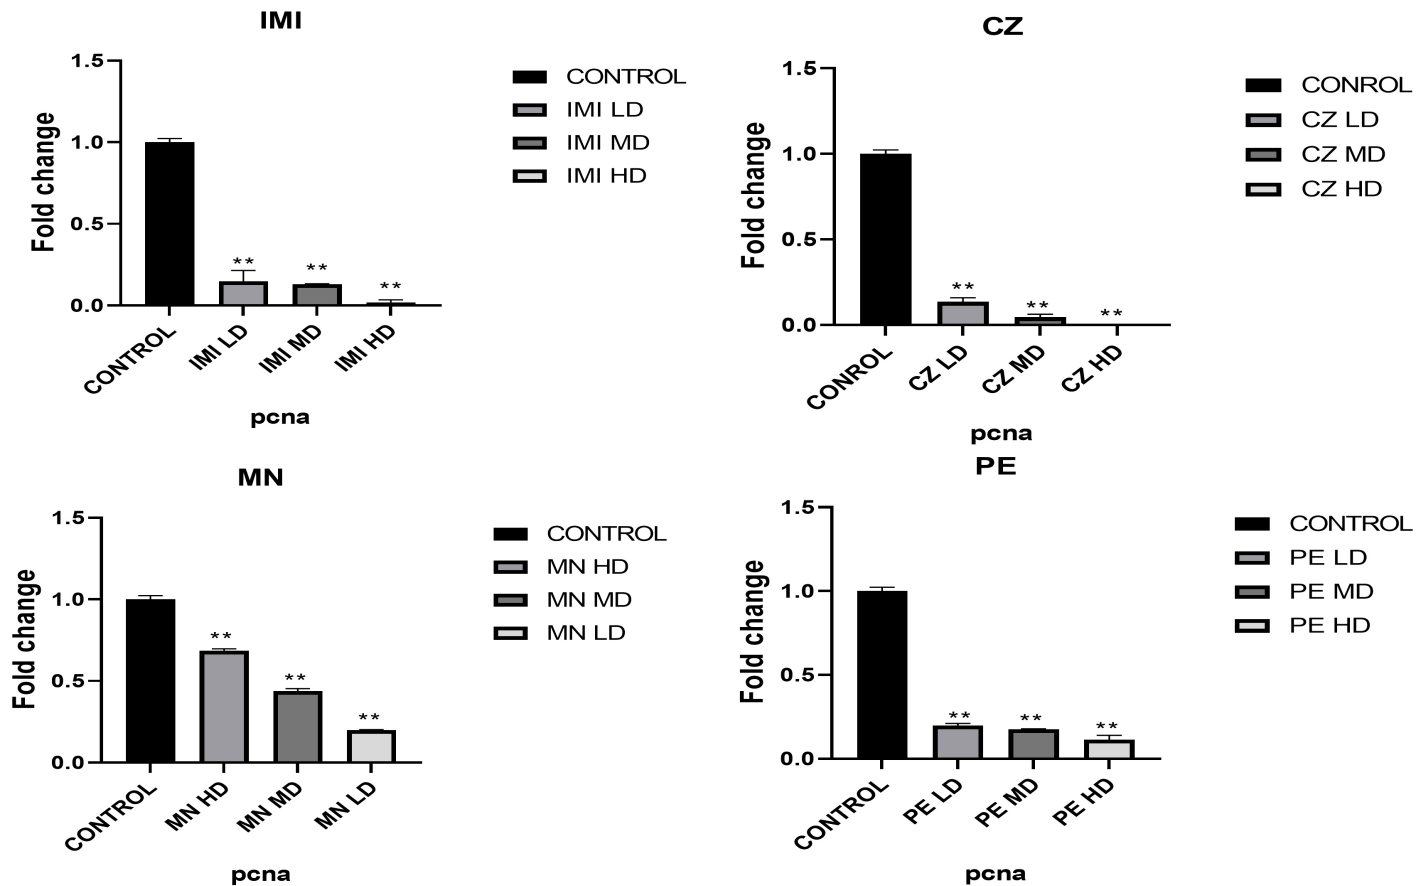 IMI
1.5
1.0
0.5
0.0
Fold change
**
**
**
CONTROL
IMI LD
IMI MD
IMI HD
pcna
CONTROL
IMI LD
IMI MD
IMI HD
CZ
1.5
1.0
0.5
0.0
Fold change
**
**
**
CONROL
CZ LD
CZ MD
CZ HD
pcna
CONROL
CZ LD
CZ MD
CZ HD
MN
1.5
1.0
0.5
0.0
Fold change
**
**
**
CONTROL
MN HD
MN MD
MN LD
pcna
CONTROL
MN HD
MN MD
MN LD
PE
1.5
1.0
0.5
0.0
Fold change
**
**
**
CONTROL
PE LD
PE MD
PE HD
pcna
CONTROL
PE LD
PE MD
PE HD